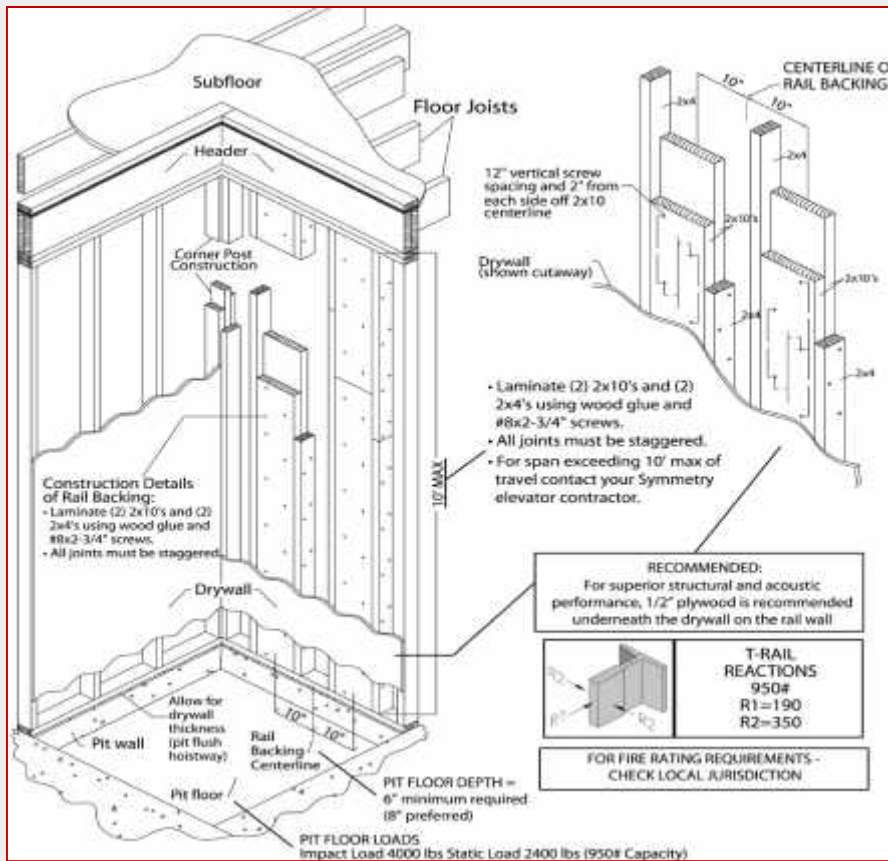 Subfloor
Floor Joists
Header
Corner Post
Construction
CENTERLINE O
RAIL BACKING
10"
10"
2x4
2x4
12" vertical screw
spacing and 2" from
each side off 2x10
centerline
2x10's
2x10's
Drywall
(shown cutaway)
2x4
2x4
• Laminate (2) 2x10's and (2)
2x4's using wood glue and
#8x2-3/4" screws.
• All joints must be staggered.
• For span exceeding 10' max of
travel contact your Symmetry
elevator contractor.
10' MAX
Construction Details
of Rail Backing:
• Laminate (2) 2x10's and (2)
2x4's using wood glue and
#8x2-3/4" screws.
• All joints must be staggered.
Drywall
RECOMMENDED:
For superior structural and acoustic
performance, 1/2" plywood is recommended
underneath the drywall on the rail wall
R2
R1
R2
T-RAIL
REACTIONS
950#
R1=190
R2=350
FOR FIRE RATING REQUIREMENTS -
CHECK LOCAL JURISDICTION
Allow for
drywall
thickness
(pit flush
hoistway)
10"
10"
Pit wall
Rail
Backing
Centerline
Pit floor
PIT FLOOR DEPTH =
6" minimum required
(8" preferred)
PIT FLOOR LOADS
Impact Load 4000 lbs Static Load 2400 lbs (950# Capacity)